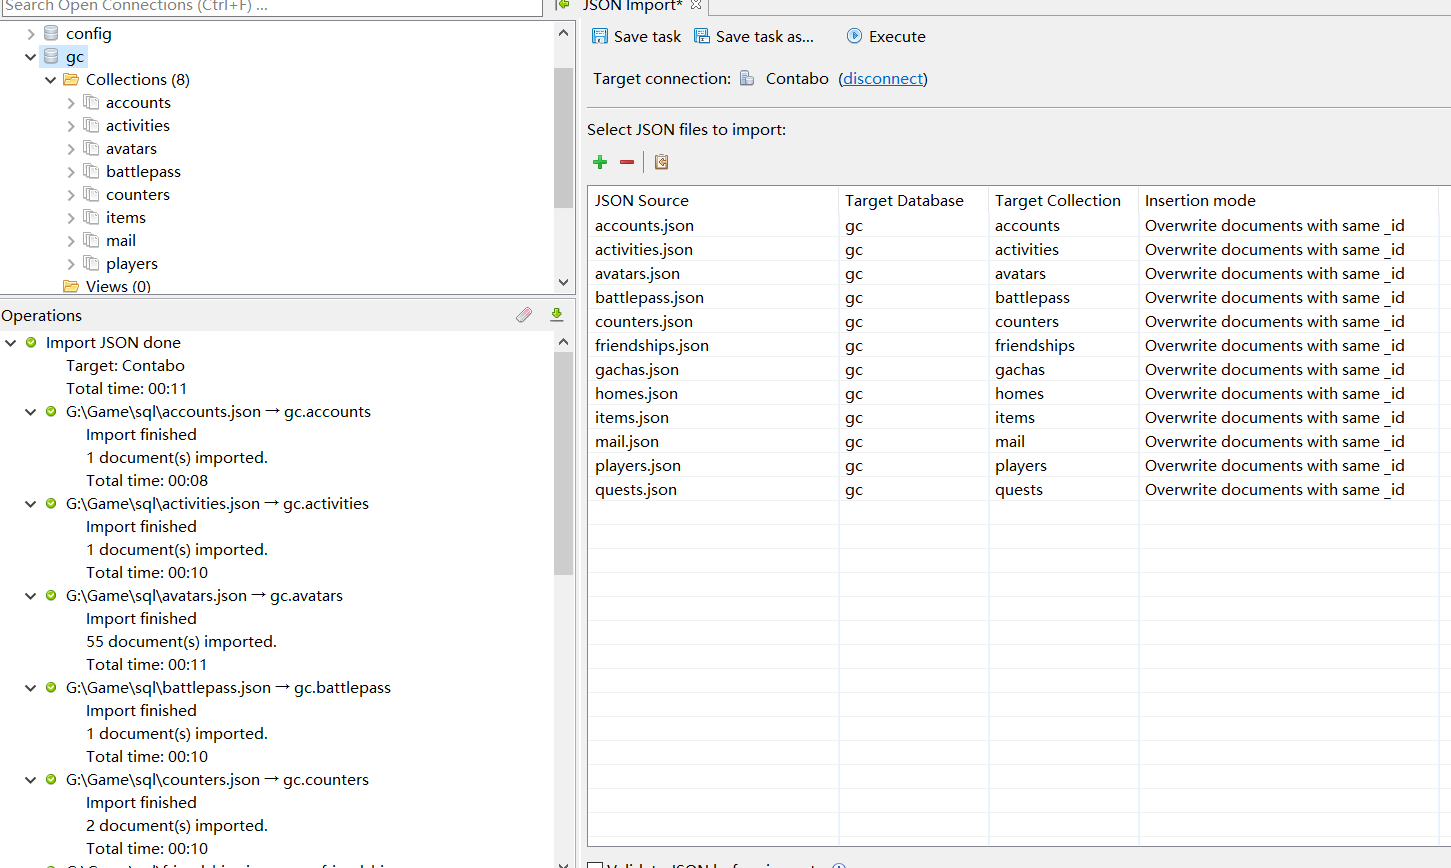 Search Open Connections (Ctrl+F) ...
config
gc
Collections (8)
accounts
activities
avatars
battlepass
counters
items
mail
players
Views (0)
Operations
Import JSON done
Target: Contabo
Total time: 00:11
G:\Game\sql\accounts.json → gc.accounts
Import finished
1 document(s) imported.
Total time: 00:08
G:\Game\sql\activities.json → gc.activities
Import finished
1 document(s) imported.
Total time: 00:10
G:\Game\sql\avatars.json → gc.avatars
Import finished
55 document(s) imported.
Total time: 00:11
G:\Game\sql\battlepass.json → gc.battlepass
Import finished
1 document(s) imported.
Total time: 00:10
G:\Game\sql\counters.json → gc.counters
Import finished
2 document(s) imported.
Total time: 00:10
JSON Import*
Save task Save task as... Execute
Target connection: Contabo (disconnect)
Select JSON files to import:
JSON Source Target Database Target Collection Insertion mode
accounts.json gc accounts Overwrite documents with same _id
activities.json gc activities Overwrite documents with same _id
avatars.json gc avatars Overwrite documents with same _id
battlepass.json gc battlepass Overwrite documents with same _id
counters.json gc counters Overwrite documents with same _id
friendships.json gc friendships Overwrite documents with same _id
gachas.json gc gachas Overwrite documents with same _id
homes.json gc homes Overwrite documents with same _id
items.json gc items Overwrite documents with same _id
mail.json gc mail Overwrite documents with same _id
players.json gc players Overwrite documents with same _id
quests.json gc quests Overwrite documents with same _id